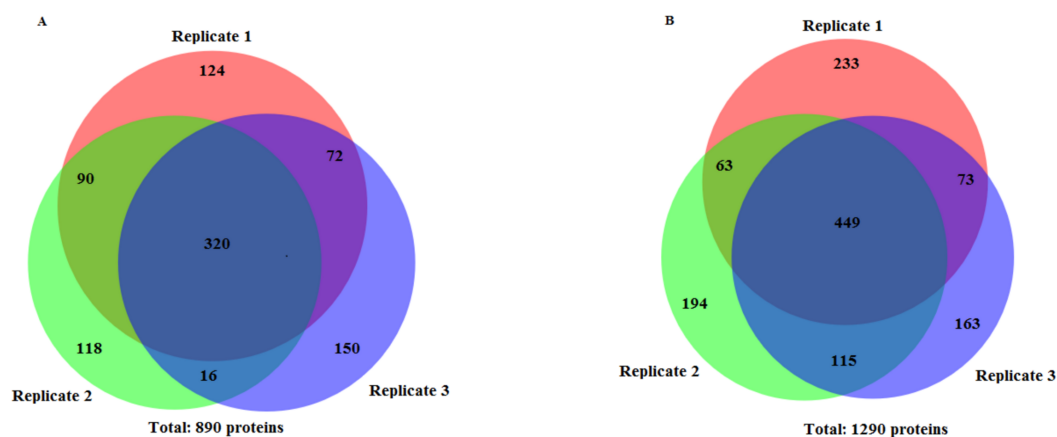 A
Replicate 1
124
90
72
320
118
16
150
Replicate 2
Replicate 3
Total: 890 proteins
B
Replicate 1
233
63
73
449
194
163
115
Replicate 2
Replicate 3
Total: 1290 proteins